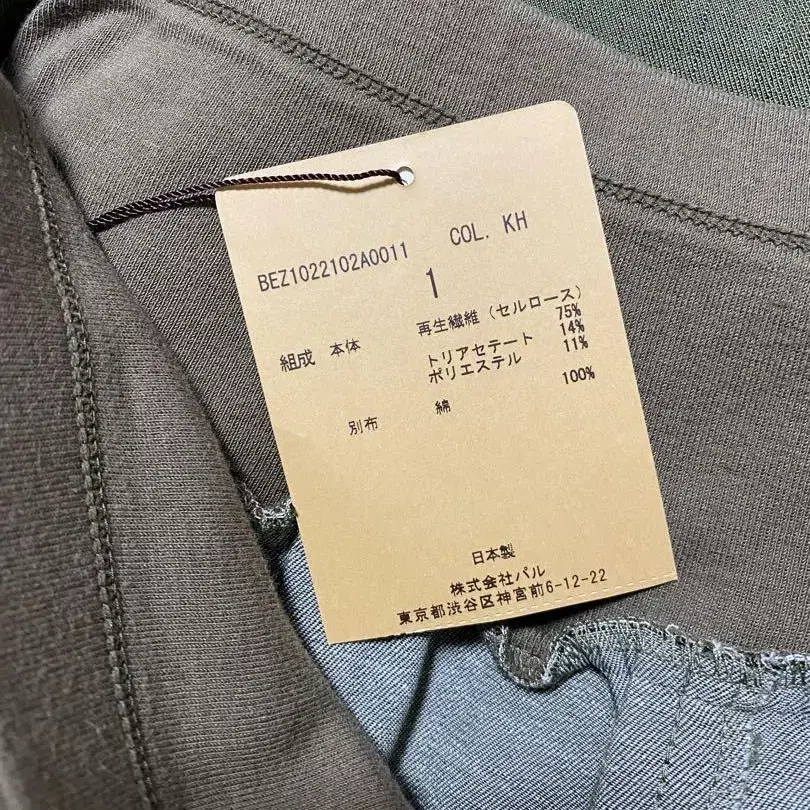 BEZ1022102A0011 COL. KH
1
組成 本体 再生繊維 (セルロース) 75%
トリアセテート 14%
ポリエステル 11%
別布 綿 100%
日本製
株式会社パル
東京都渋谷区神宮前6-12-22